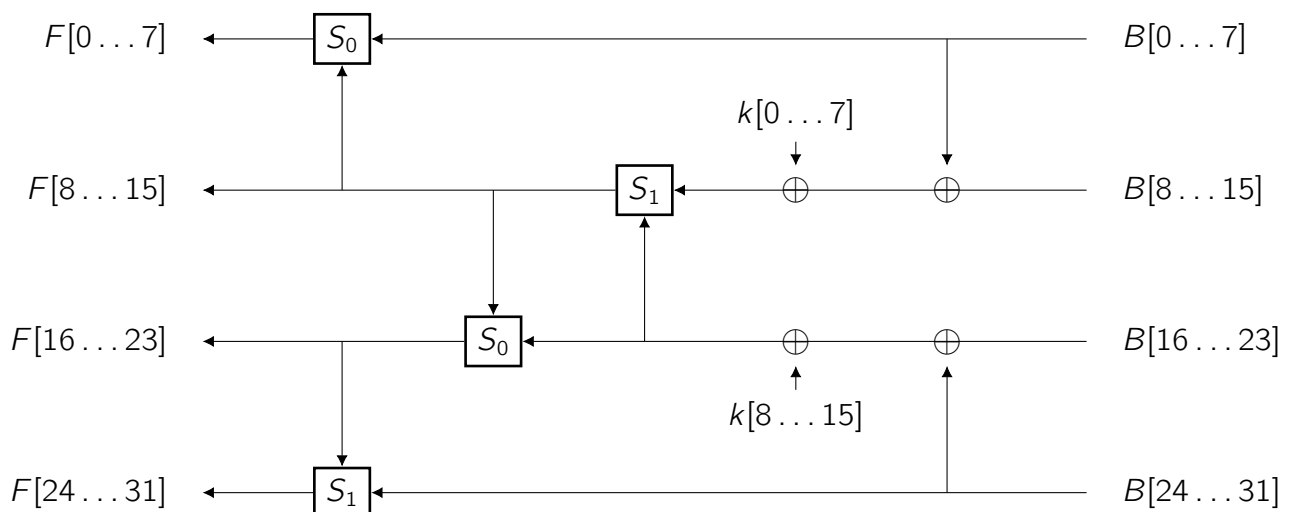 F[0...7] S₀ B[0...7]
k[0...7]
F[8...15] S₁ B[8...15]
F[16...23] S₀ B[16...23]
k[8...15]
F[24...31] S₁ B[24...31]